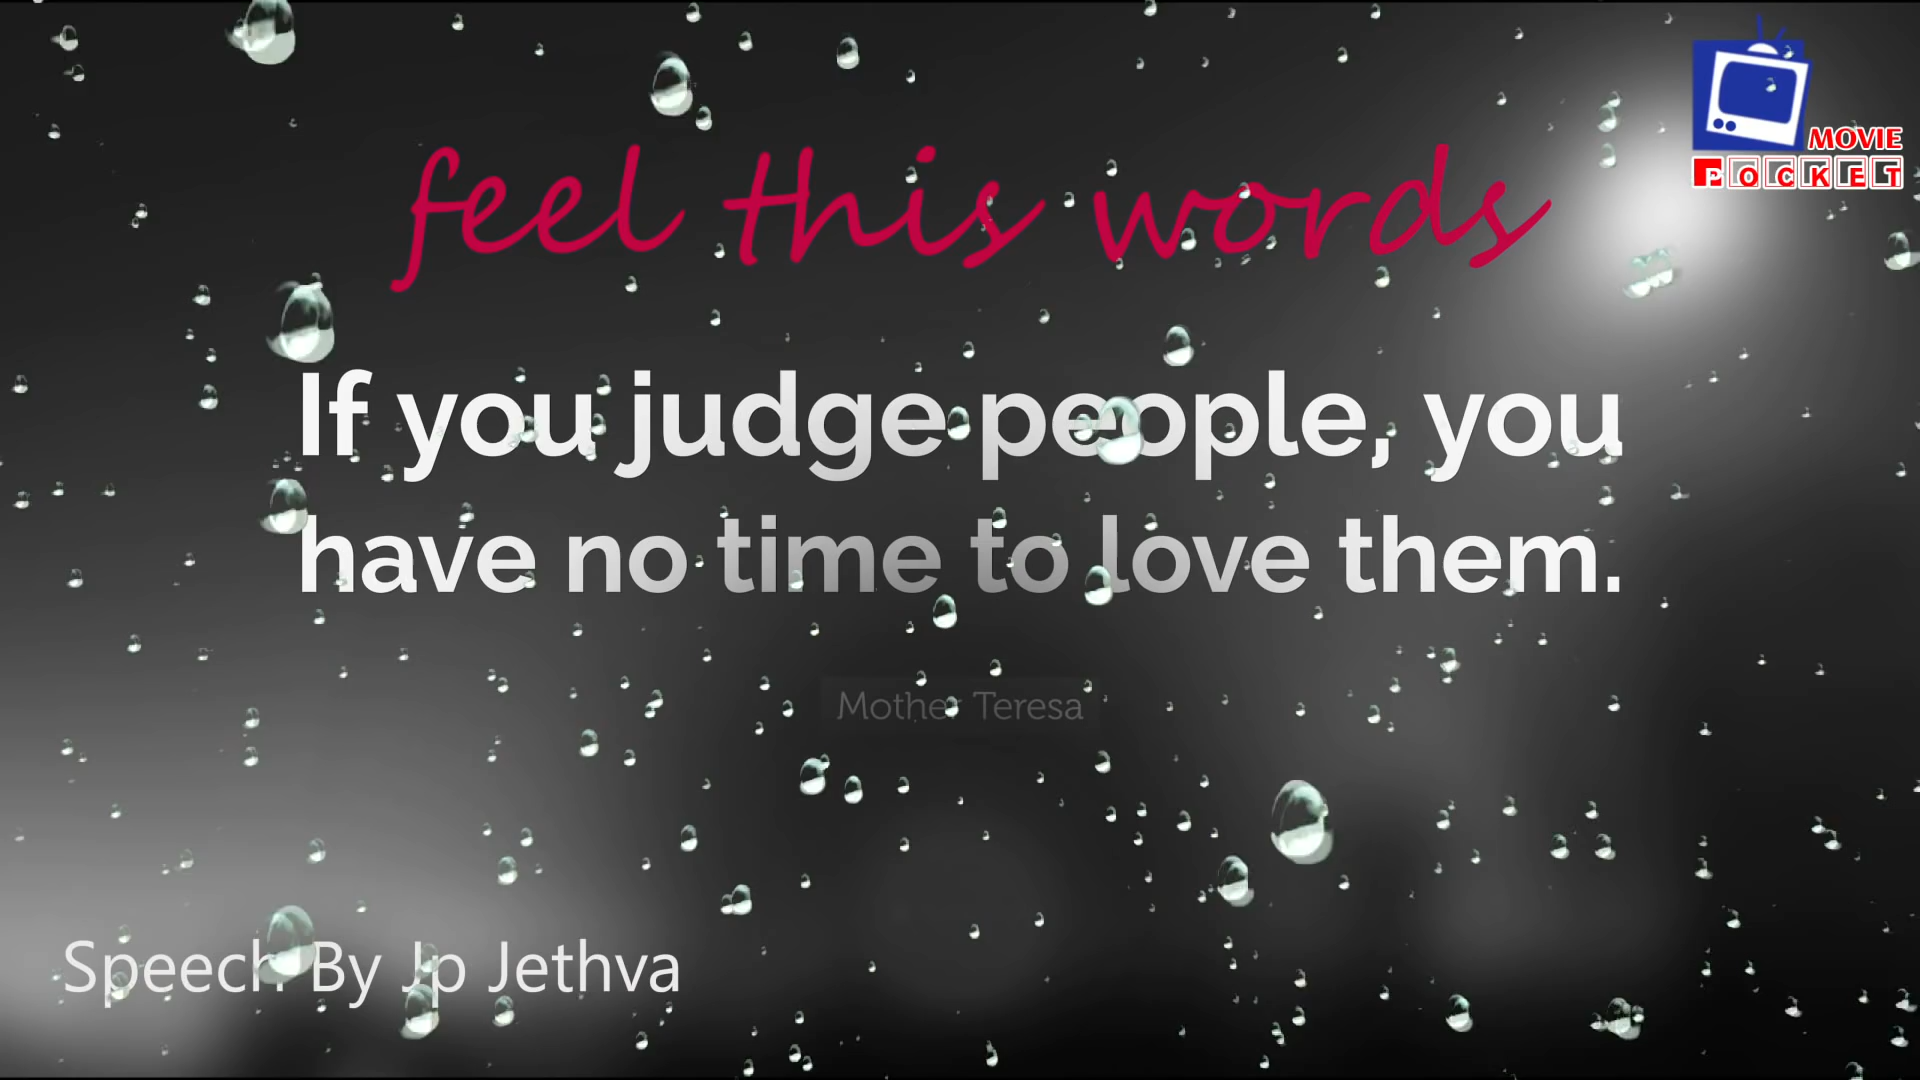 MOVIE
POCKET
feel this words
If you judge people, you
have no time to love them.
Mother Teresa
Speech By Jp Jethva